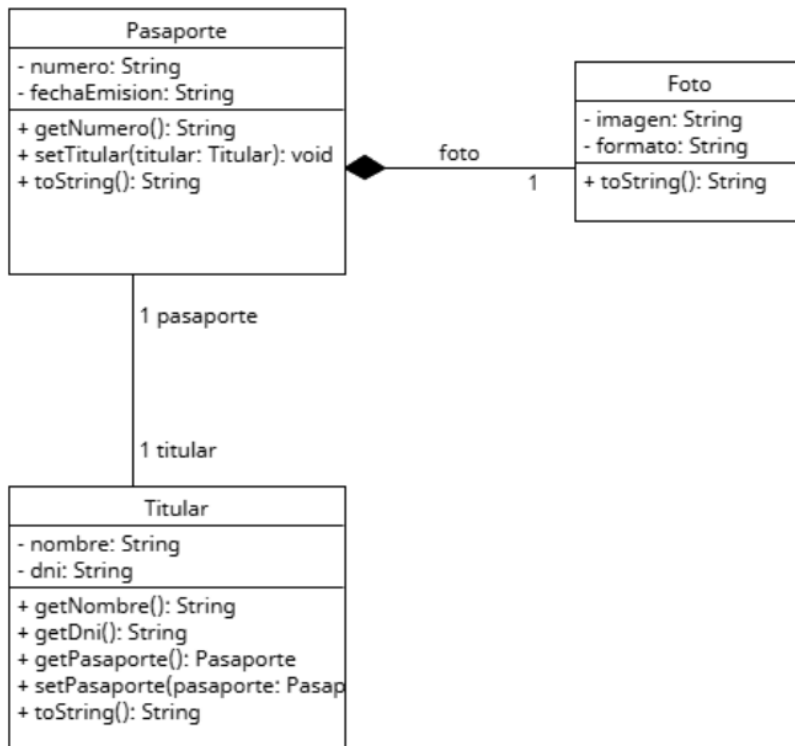 Pasaporte
- numero: String
- fechaEmision: String
+ getNumero(): String
+ setTitular(titular: Titular): void
+ toString(): String
foto
1
Foto
- imagen: String
- formato: String
+ toString(): String
1 pasaporte
1 titular
Titular
- nombre: String
- dni: String
+ getNombre(): String
+ getDni(): String
+ getPasaporte(): Pasaporte
+ setPasaporte(pasaporte: Pasap
+ toString(): String